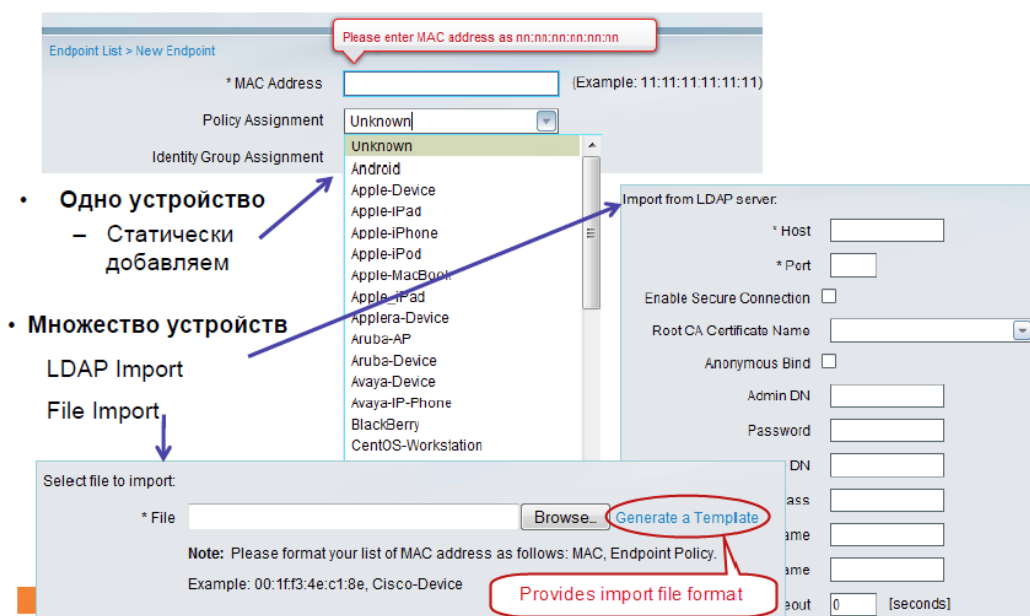 Please enter MAC address as nn:nn:nn:nn:nn:nn
Endpoint List > New Endpoint
* MAC Address
(Example: 11:11:11:11:11:11)
Policy Assignment
Unknown
Identity Group Assignment
Unknown
Android
Apple-Device
Apple-iPad
Apple-iPhone
Apple-iPod
Apple-MacBook
Apple_iPad
Applera-Device
Aruba-AP
Aruba-Device
Avaya-Device
Avaya-IP-Phone
BlackBerry
CentOS-Workstation
• Одно устройство
– Статически
добавляем
• Множество устройств
LDAP Import
File Import
Import from LDAP server:
* Host
* Port
Enable Secure Connection
Root CA Certificate Name
Anonymous Bind
Admin DN
Password
DN
ass
ame
ame
eout
0
[seconds]
Select file to import:
* File
Browse...
Generate a Template
Note: Please format your list of MAC address as follows: MAC, Endpoint Policy.
Example: 00:1f:f3:4e:c1:8e, Cisco-Device
Provides import file format